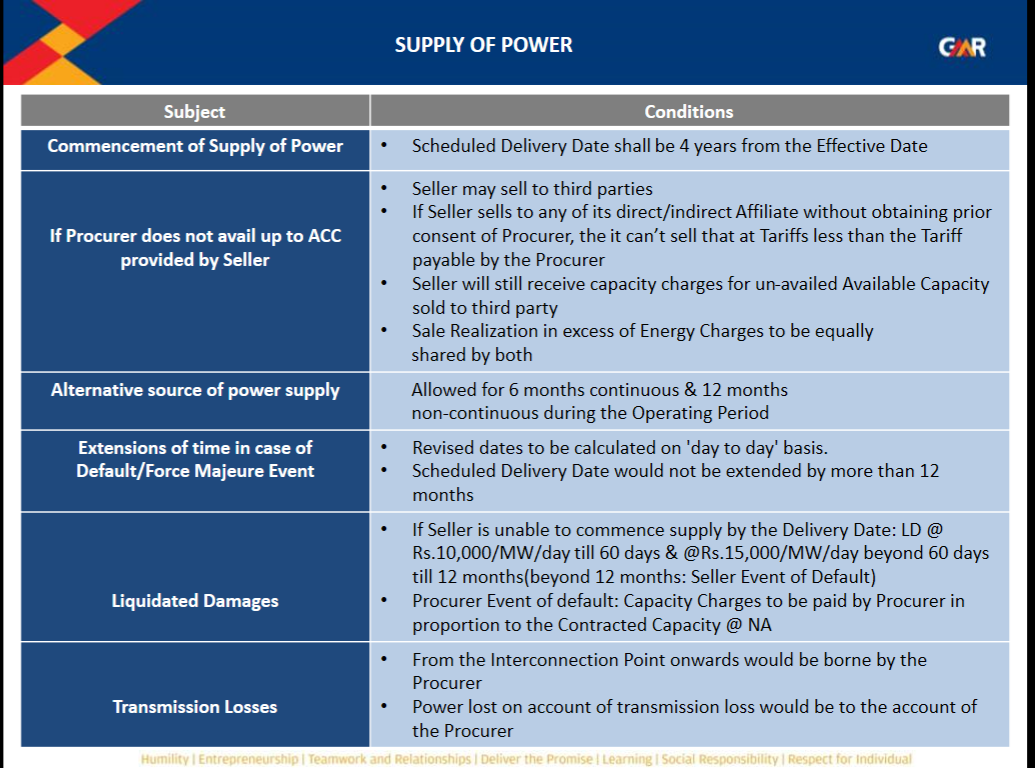 SUPPLY OF POWER
GMR
Subject
Conditions
Commencement of Supply of Power
• Scheduled Delivery Date shall be 4 years from the Effective Date
If Procurer does not avail up to ACC
provided by Seller
• Seller may sell to third parties
• If Seller sells to any of its direct/indirect Affiliate without obtaining prior
consent of Procurer, the it can’t sell that at Tariffs less than the Tariff
payable by the Procurer
• Seller will still receive capacity charges for un-availed Available Capacity
sold to third party
• Sale Realization in excess of Energy Charges to be equally
shared by both
Alternative source of power supply
Allowed for 6 months continuous & 12 months
non-continuous during the Operating Period
Extensions of time in case of
Default/Force Majeure Event
• Revised dates to be calculated on 'day to day' basis.
• Scheduled Delivery Date would not be extended by more than 12
months
Liquidated Damages
• If Seller is unable to commence supply by the Delivery Date: LD @
Rs.10,000/MW/day till 60 days & @Rs.15,000/MW/day beyond 60 days
till 12 months(beyond 12 months: Seller Event of Default)
• Procurer Event of default: Capacity Charges to be paid by Procurer in
proportion to the Contracted Capacity @ NA
Transmission Losses
• From the Interconnection Point onwards would be borne by the
Procurer
• Power lost on account of transmission loss would be to the account of
the Procurer
Humility | Entrepreneurship | Teamwork and Relationships | Deliver the Promise | Learning | Social Responsibility | Respect for Individual